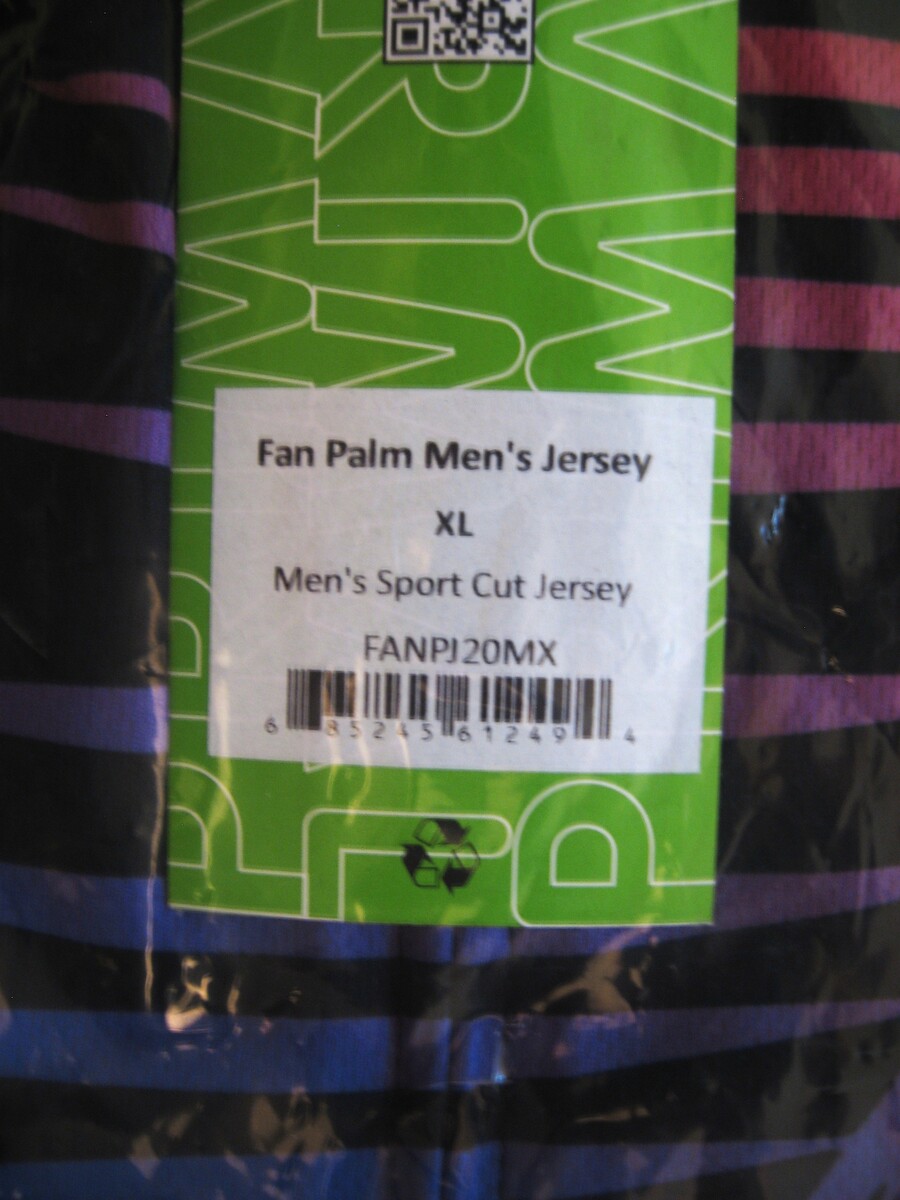 Fan Palm Men's Jersey
XL
Men's Sport Cut Jersey
FANPJ20MX
6 85245 61249 4